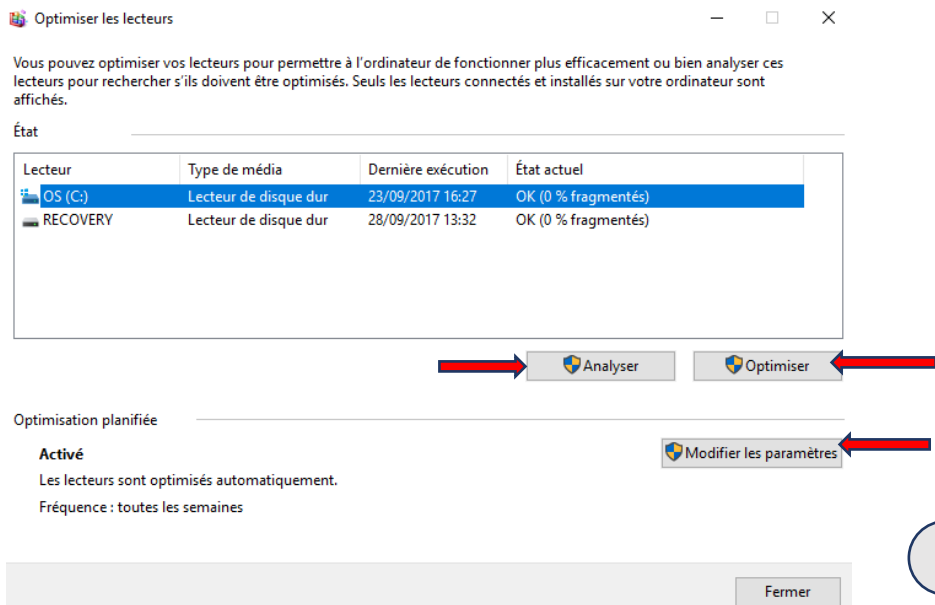 Optimiser les lecteurs
Vous pouvez optimiser vos lecteurs pour permettre à l'ordinateur de fonctionner plus efficacement ou bien analyser ces
lecteurs pour rechercher s'ils doivent être optimisés. Seuls les lecteurs connectés et installés sur votre ordinateur sont
affichés.
État
Lecteur Type de média Dernière exécution État actuel
OS (C:) Lecteur de disque dur 23/09/2017 16:27 OK (0 % fragmentés)
RECOVERY Lecteur de disque dur 28/09/2017 13:32 OK (0 % fragmentés)
Analyser Optimiser
Optimisation planifiée
Activé Modifier les paramètres
Les lecteurs sont optimisés automatiquement.
Fréquence : toutes les semaines
Fermer